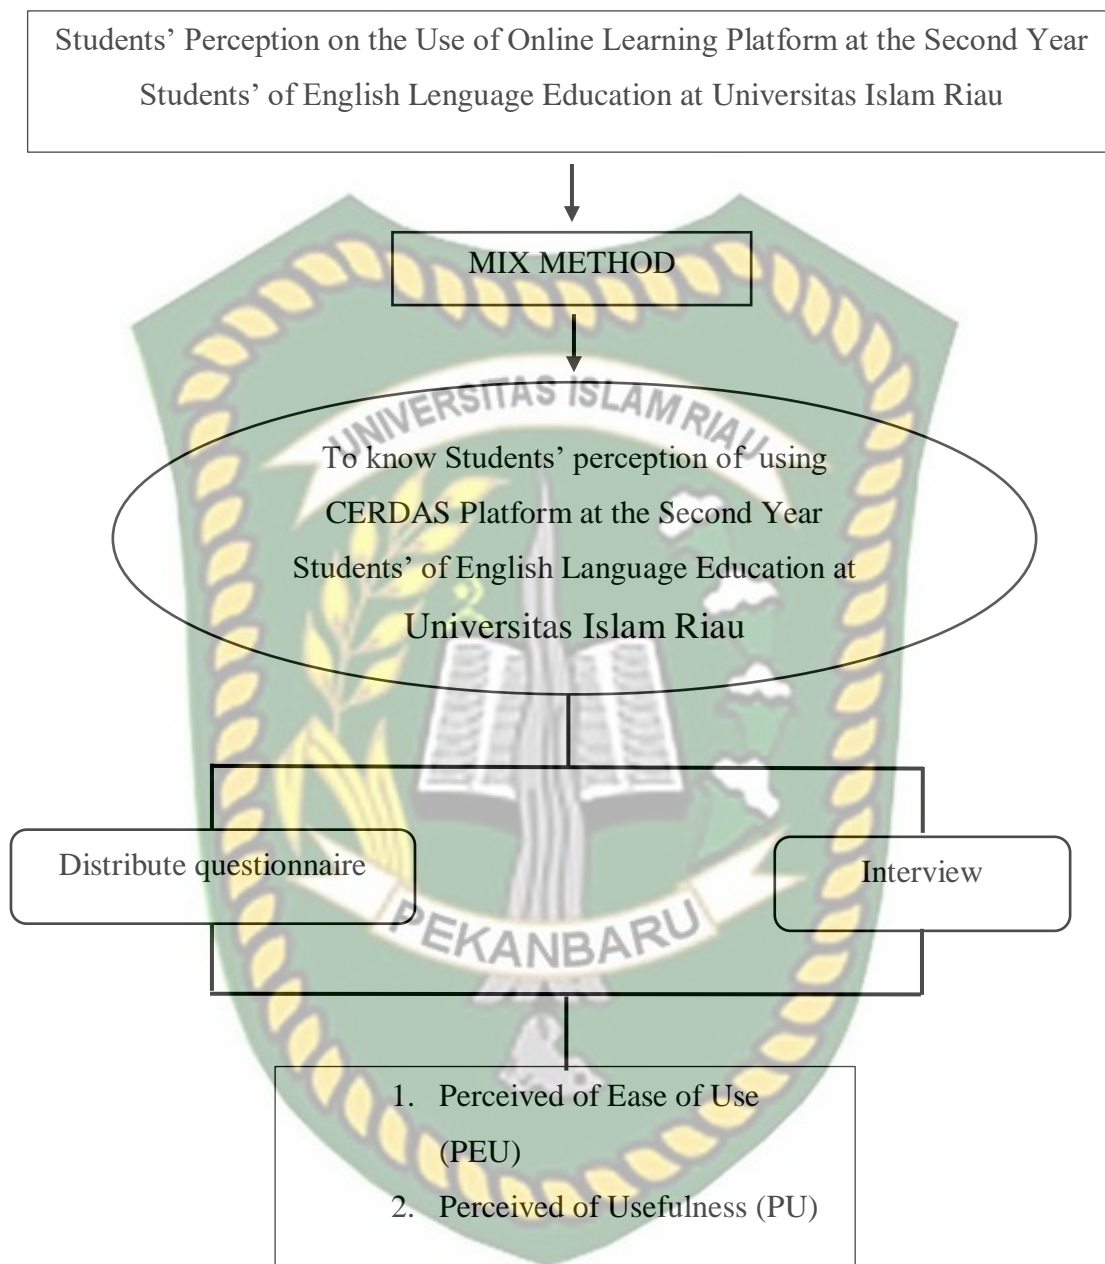 Students’ Perception on the Use of Online Learning Platform at the Second Year
Students’ of English Lenguage Education at Universitas Islam Riau
MIX METHOD
UNIVERSITAS ISLAM RIAU
To know Students’ perception of using
CERDAS Platform at the Second Year
Students’ of English Language Education at
Universitas Islam Riau
Distribute questionnaire
Interview
PEKANBARU
1. Perceived of Ease of Use
(PEU)
2. Perceived of Usefulness (PU)